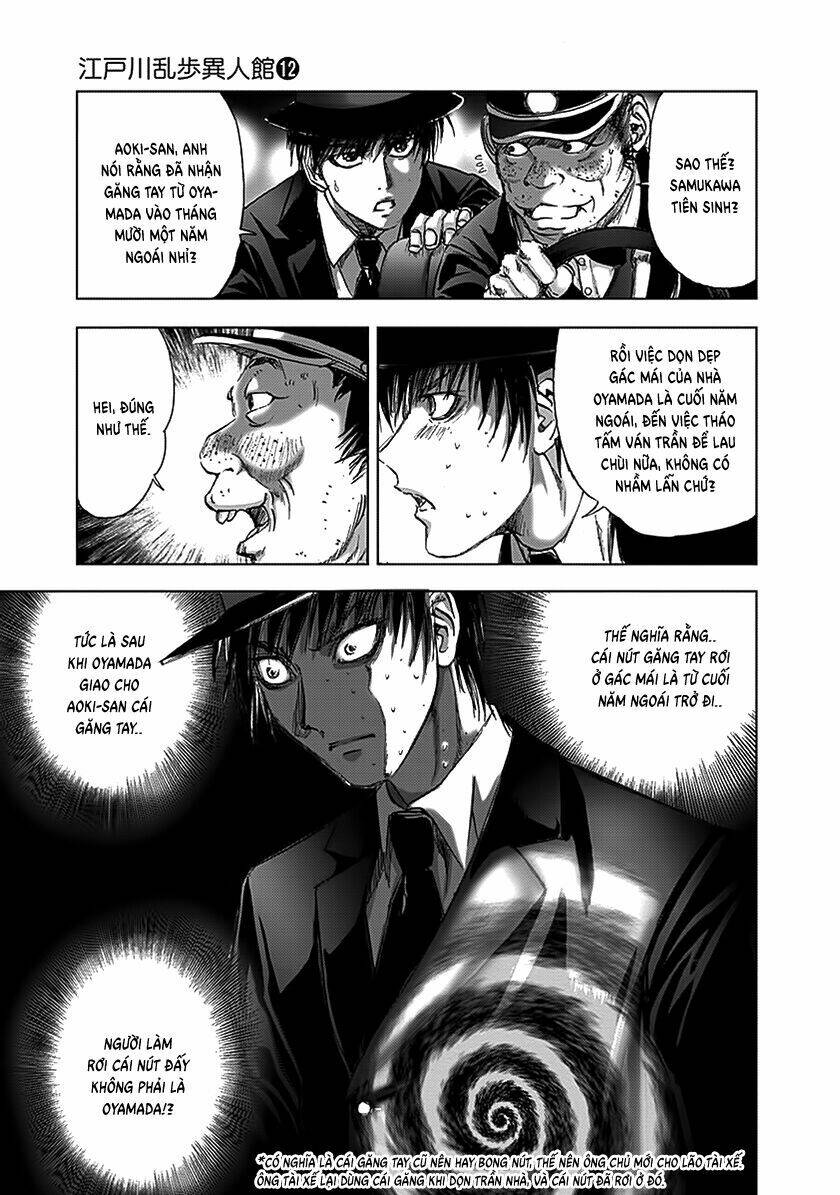 江戸川乱歩異人館⓬
SAO THẾ?
SAMUKAWA
TIÊN SINH?
AOKI-SAN, ANH
NÓI RẰNG ĐÃ NHẬN
GĂNG TAY TỪ OYA-
MADA VÀO THÁNG
MƯỜI MỘT NĂM
NGOÁI NHỈ?
RỒI VIỆC DỌN DẸP
GÁC MÁI CỦA NHÀ
OYAMADA LÀ CUỐI NĂM
NGOÁI, ĐẾN VIỆC THÁO
TẤM VÁN TRẦN ĐỂ LAU
CHÙI NỮA, KHÔNG CÓ
NHẦM LẪN CHỨ?
HEI, ĐÚNG
NHƯ THẾ.
THẾ NGHĨA RẰNG..
CÁI NÚT GĂNG TAY RƠI
Ở GÁC MÁI LÀ TỪ CUỐI
NĂM NGOÁI TRỞ ĐI..
TỨC LÀ SAU
KHI OYAMADA
GIAO CHO
AOKI-SAN CÁI
GĂNG TAY..
NGƯỜI LÀM
RƠI CÁI NÚT ĐẤY
KHÔNG PHẢI LÀ
OYAMADA!?
*CÓ NGHĨA LÀ CÁI GĂNG TAY CŨ NÊN HAY BONG NÚT, THẾ NÊN ÔNG CHỦ MỚI CHO LÃO TÀI XẾ,
ÔNG TÀI XẾ LẠI DÙNG CÁI GĂNG KHI DỌN TRẦN NHÀ, VÀ CÁI NÚT ĐÃ RƠI Ở ĐÓ.